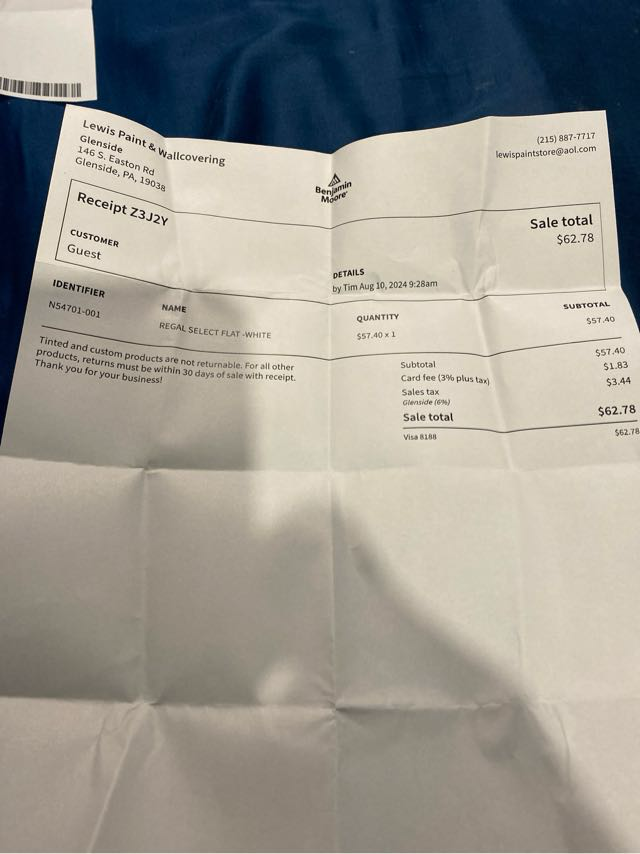 Lewis Paint & Wallcovering
Glenside
146 S. Easton Rd
Glenside, PA, 19038
(215) 887-7717
lewispaintstore@aol.com
Benjamin
Moore®
Receipt Z3J2Y
Sale total
$62.78
CUSTOMER
Guest
DETAILS
by Tim Aug 10, 2024 9:28am
IDENTIFIER NAME QUANTITY SUBTOTAL
N54701-001 REGAL SELECT FLAT -WHITE $57.40 x 1 $57.40
Tinted and custom products are not returnable. For all other
products, returns must be within 30 days of sale with receipt.
Thank you for your business!
Subtotal $57.40
Card fee (3% plus tax) $1.83
Sales tax $3.44
Glenside (6%)
Sale total $62.78
Visa 8188 $62.78